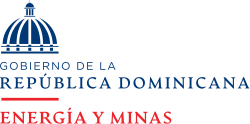 GOBIERNO DE LA
REPÚBLICA DOMINICANA
ENERGÍA Y MINAS